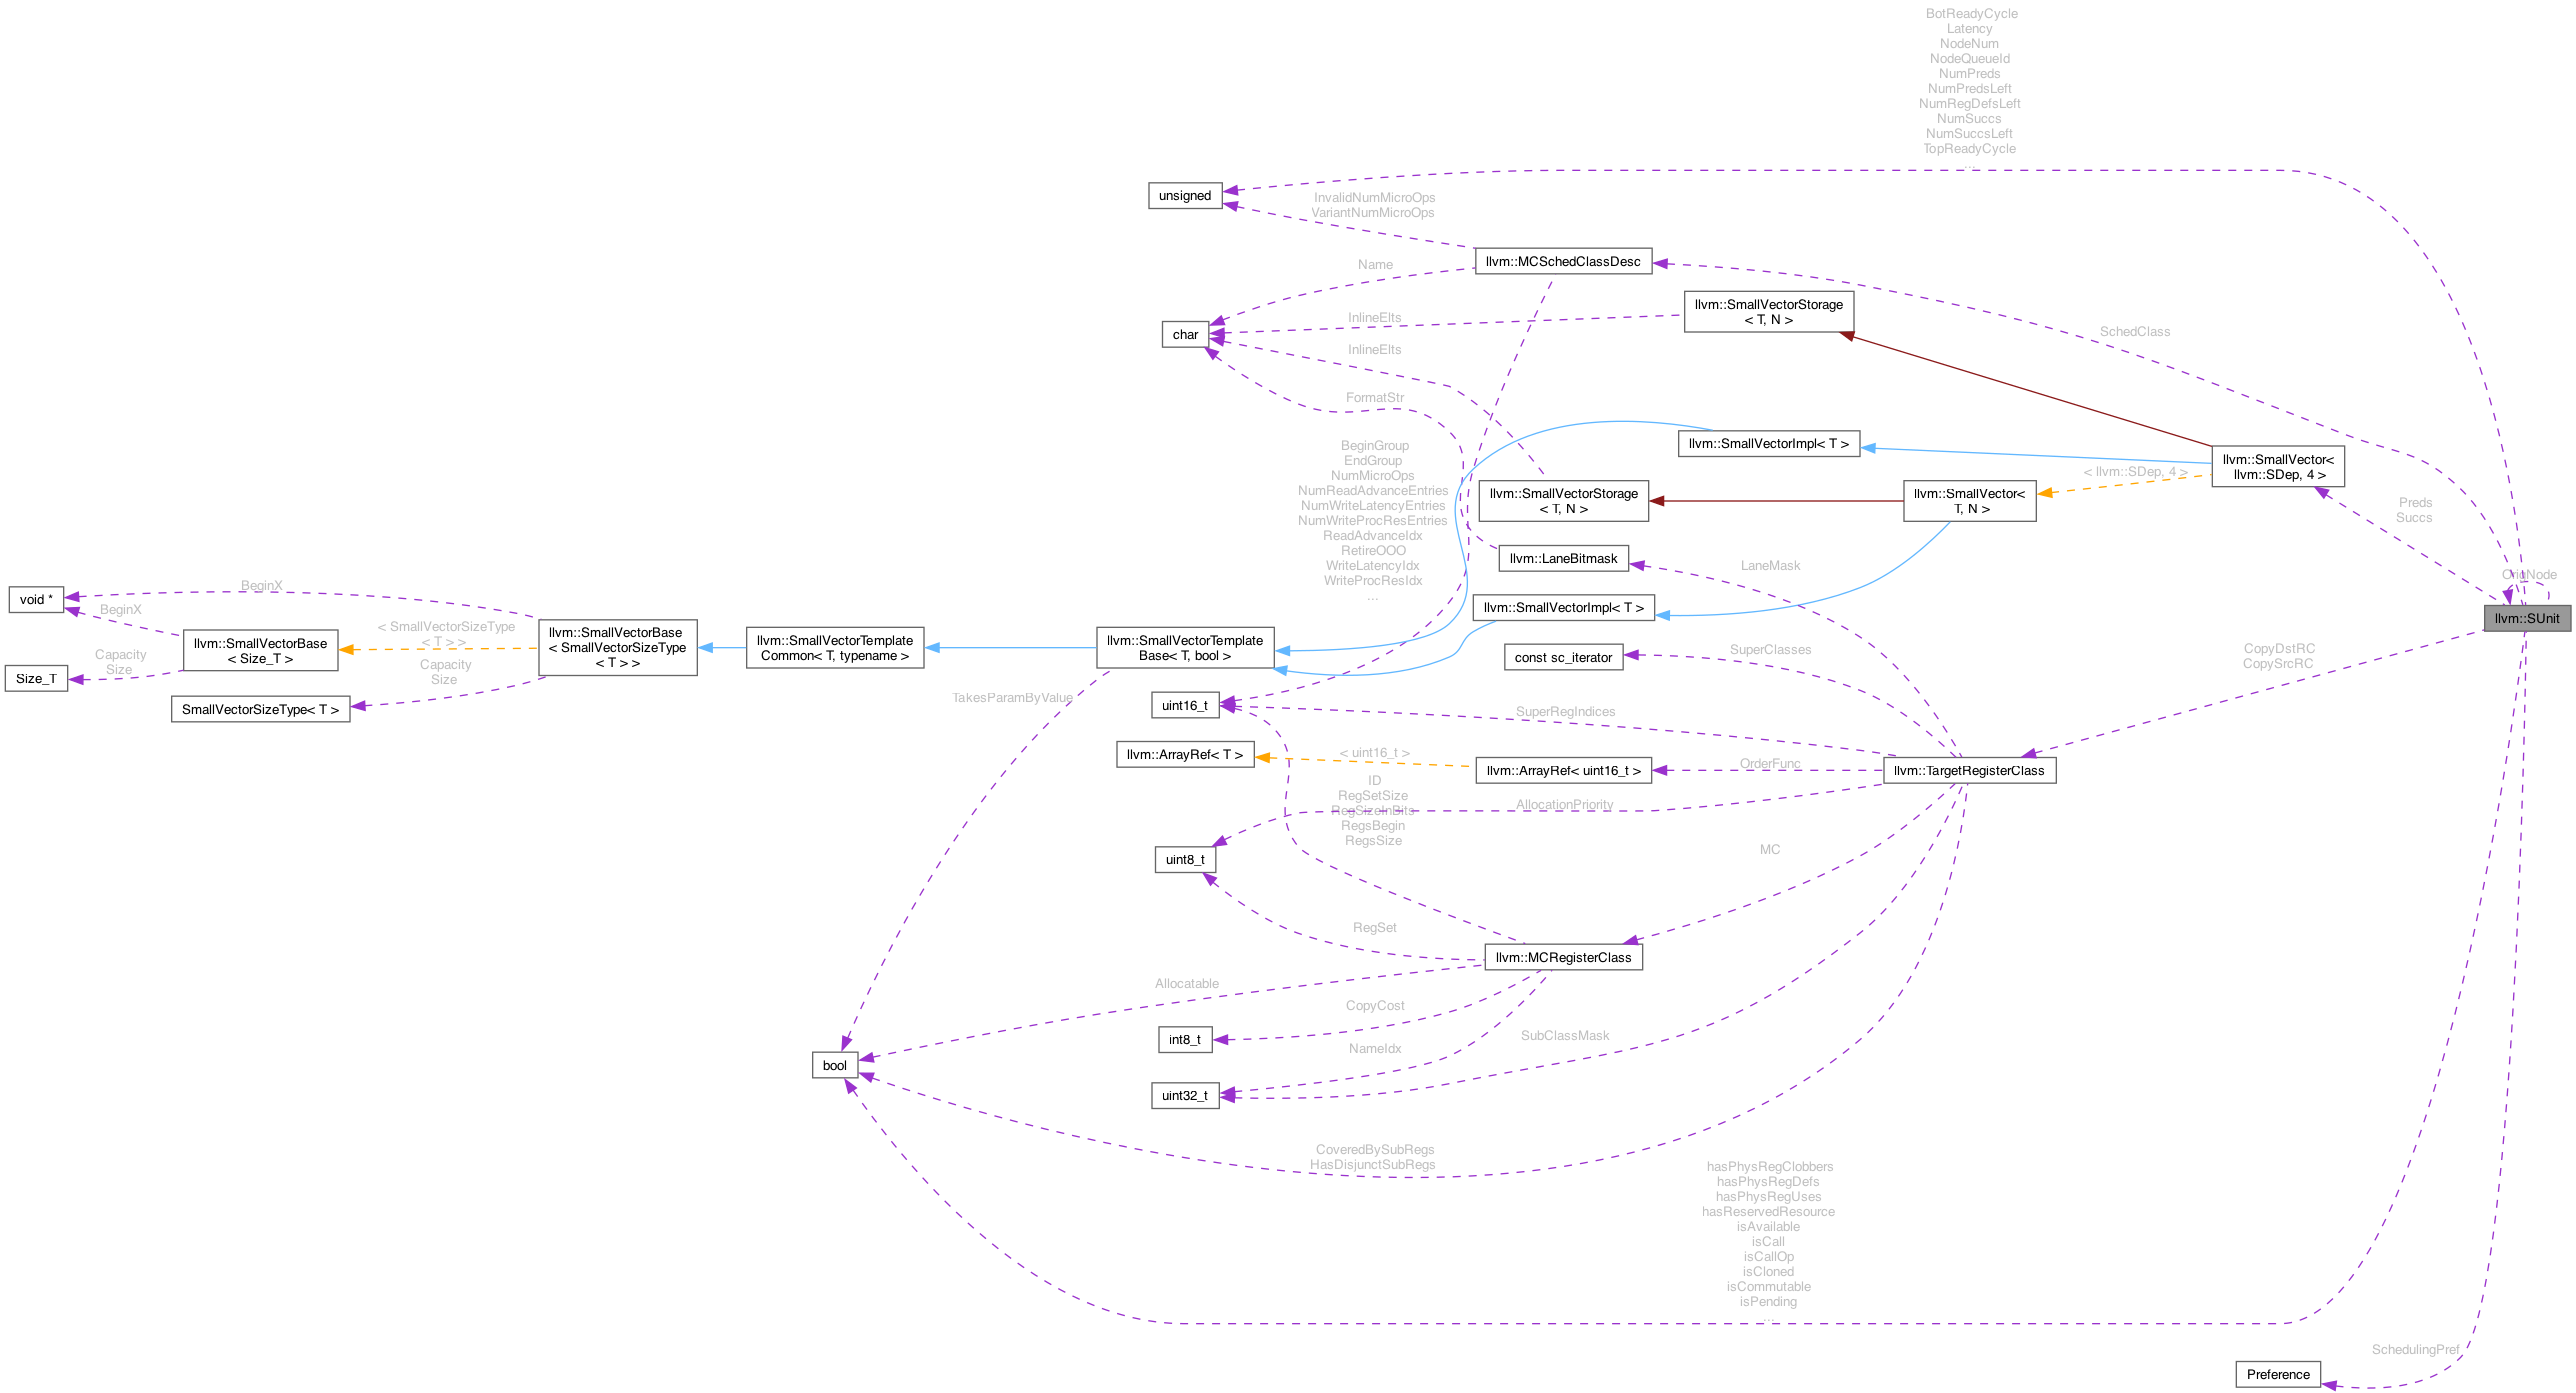 BotReadyCycle
Latency
NodeNum
NodeQueueId
NumPreds
NumPredsLeft
NumRegDefsLeft
NumSuccs
NumSuccsLeft
TopReadyCycle
...
unsigned
InvalidNumMicroOps
VariantNumMicroOps
llvm::MCSchedClassDesc
Name
llvm::SmallVectorStorage
< T, N >
InlineElts
char
SchedClass
InlineElts
FormatStr
llvm::SmallVectorImpl< T >
llvm::SmallVector<
llvm::SDep, 4 >
< llvm::SDep, 4 >
BeginGroup
EndGroup
NumMicroOps
NumReadAdvanceEntries
NumWriteLatencyEntries
NumWriteProcResEntries
ReadAdvanceIdx
RetireOOO
WriteLatencyIdx
WriteProcResIdx
...
llvm::SmallVectorStorage
< T, N >
llvm::SmallVector<
T, N >
Preds
Succs
llvm::LaneBitmask
LaneMask
OrigNode
llvm::SUnit
void *
BeginX
BeginX
llvm::SmallVectorBase
< Size_T >
< SmallVectorSizeType
< T > >
llvm::SmallVectorBase
< SmallVectorSizeType
< T > >
llvm::SmallVectorTemplate
Common< T, typename >
llvm::SmallVectorTemplate
Base< T, bool >
llvm::SmallVectorImpl< T >
const sc_iterator
SuperClasses
CopyDstRC
CopySrcRC
Size_T
Capacity
Size
Capacity
Size
SmallVectorSizeType< T >
TakesParamByValue
uint16_t
SuperRegIndices
llvm::ArrayRef< T >
< uint16_t >
llvm::ArrayRef< uint16_t >
OrderFunc
llvm::TargetRegisterClass
ID
RegSetSize
RegSizeInBits
RegsBegin
RegsSize
AllocationPriority
uint8_t
MC
RegSet
llvm::MCRegisterClass
Allocatable
CopyCost
int8_t
NameIdx
SubClassMask
bool
uint32_t
CoveredBySubRegs
HasDisjunctSubRegs
hasPhysRegClobbers
hasPhysRegDefs
hasPhysRegUses
hasReservedResource
isAvailable
isCall
isCallOp
isCloned
isCommutable
isPending
...
SchedulingPref
Preference